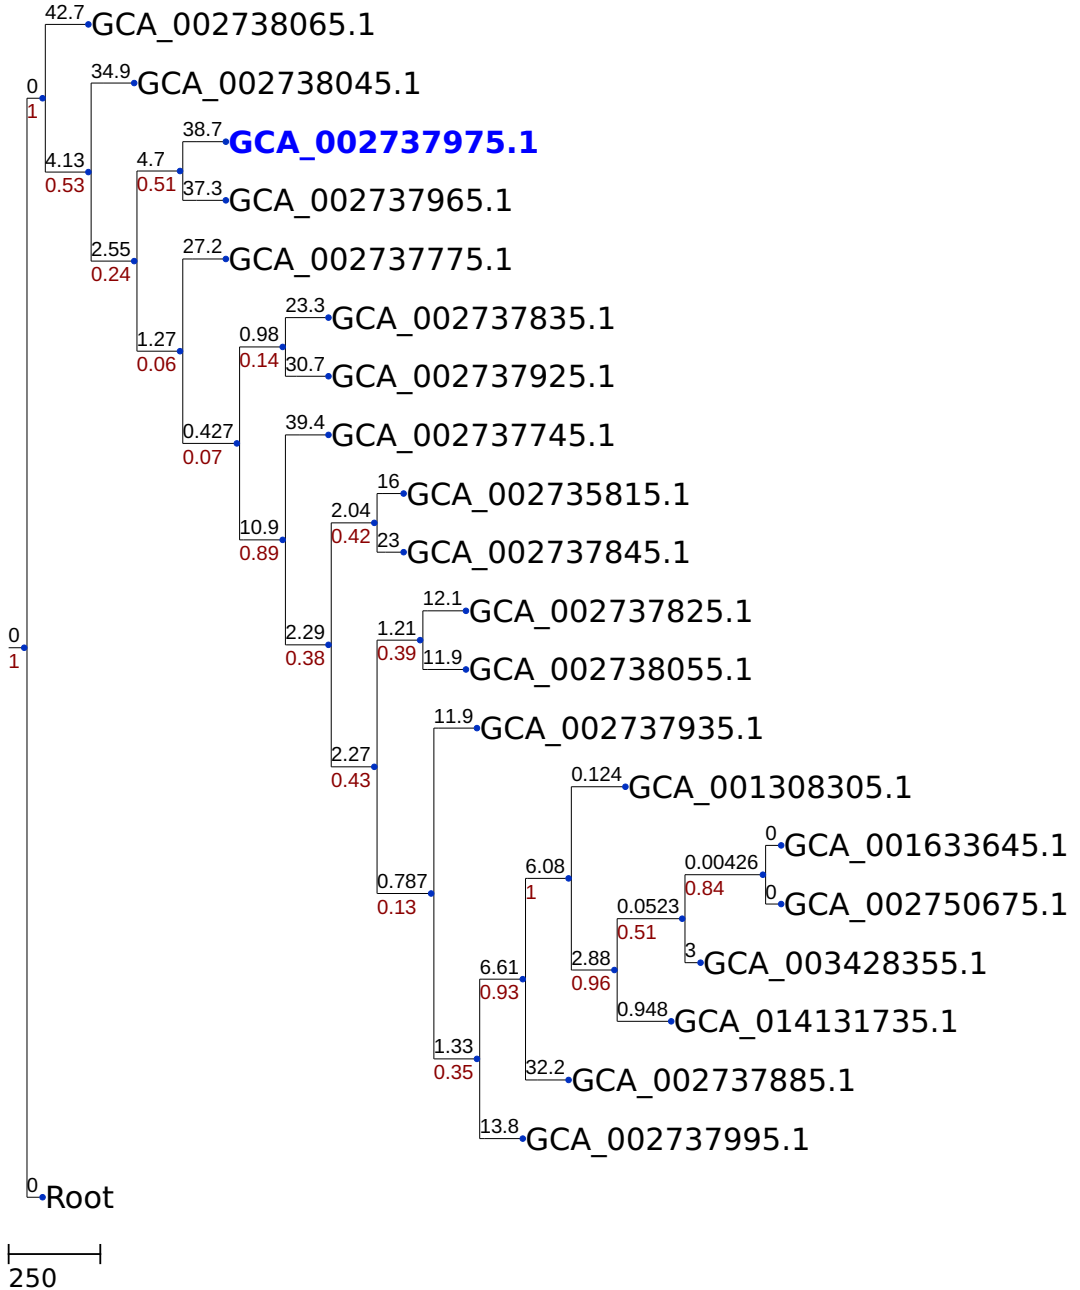 42.7 GCA_002738065.1
34.9 GCA_002738045.1
0
1
38.7 GCA_002737975.1
4.13
0.53
4.7
0.51
37.3 GCA_002737965.1
27.2 GCA_002737775.1
2.55
0.24
23.3 GCA_002737835.1
1.27
0.06
0.98
0.14
30.7 GCA_002737925.1
39.4 GCA_002737745.1
0.427
0.07
16 GCA_002735815.1
10.9
0.89
2.04
0.42
23 GCA_002737845.1
12.1 GCA_002737825.1
0
1
2.29
0.38
1.21
0.39
11.9 GCA_002738055.1
11.9 GCA_002737935.1
2.27
0.43
0.124 GCA_001308305.1
0 GCA_001633645.1
0.787
0.13
6.08
1
0.00426
0.84
0 GCA_002750675.1
0.0523
0.51
3 GCA_003428355.1
6.61
0.93
2.88
0.96
0.948 GCA_014131735.1
1.33
0.35
32.2 GCA_002737885.1
13.8 GCA_002737995.1
0 Root
250